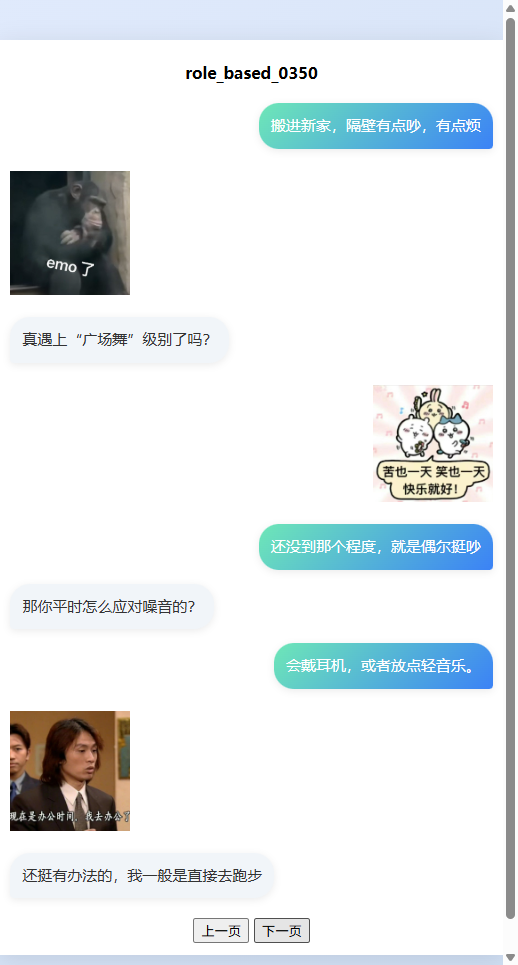 role_based_0350
搬进新家，隔壁有点吵，有点烦
emo 了
真遇上“广场舞”级别了吗？
苦也一天 笑也一天
快乐就好！
还没到那个程度，就是偶尔挺吵
那你平时怎么应对噪音的？
会戴耳机，或者放点轻音乐。
现在是办公时间，我去办公了
还挺有办法的，我一般是直接去跑步
上一页 下一页